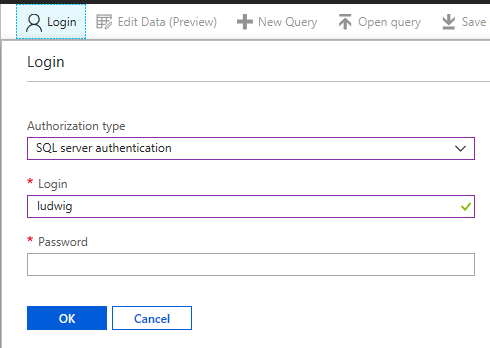 Login Edit Data (Preview) New Query Open query Save
Login
Authorization type
SQL server authentication
* Login
ludwig
* Password
OK Cancel